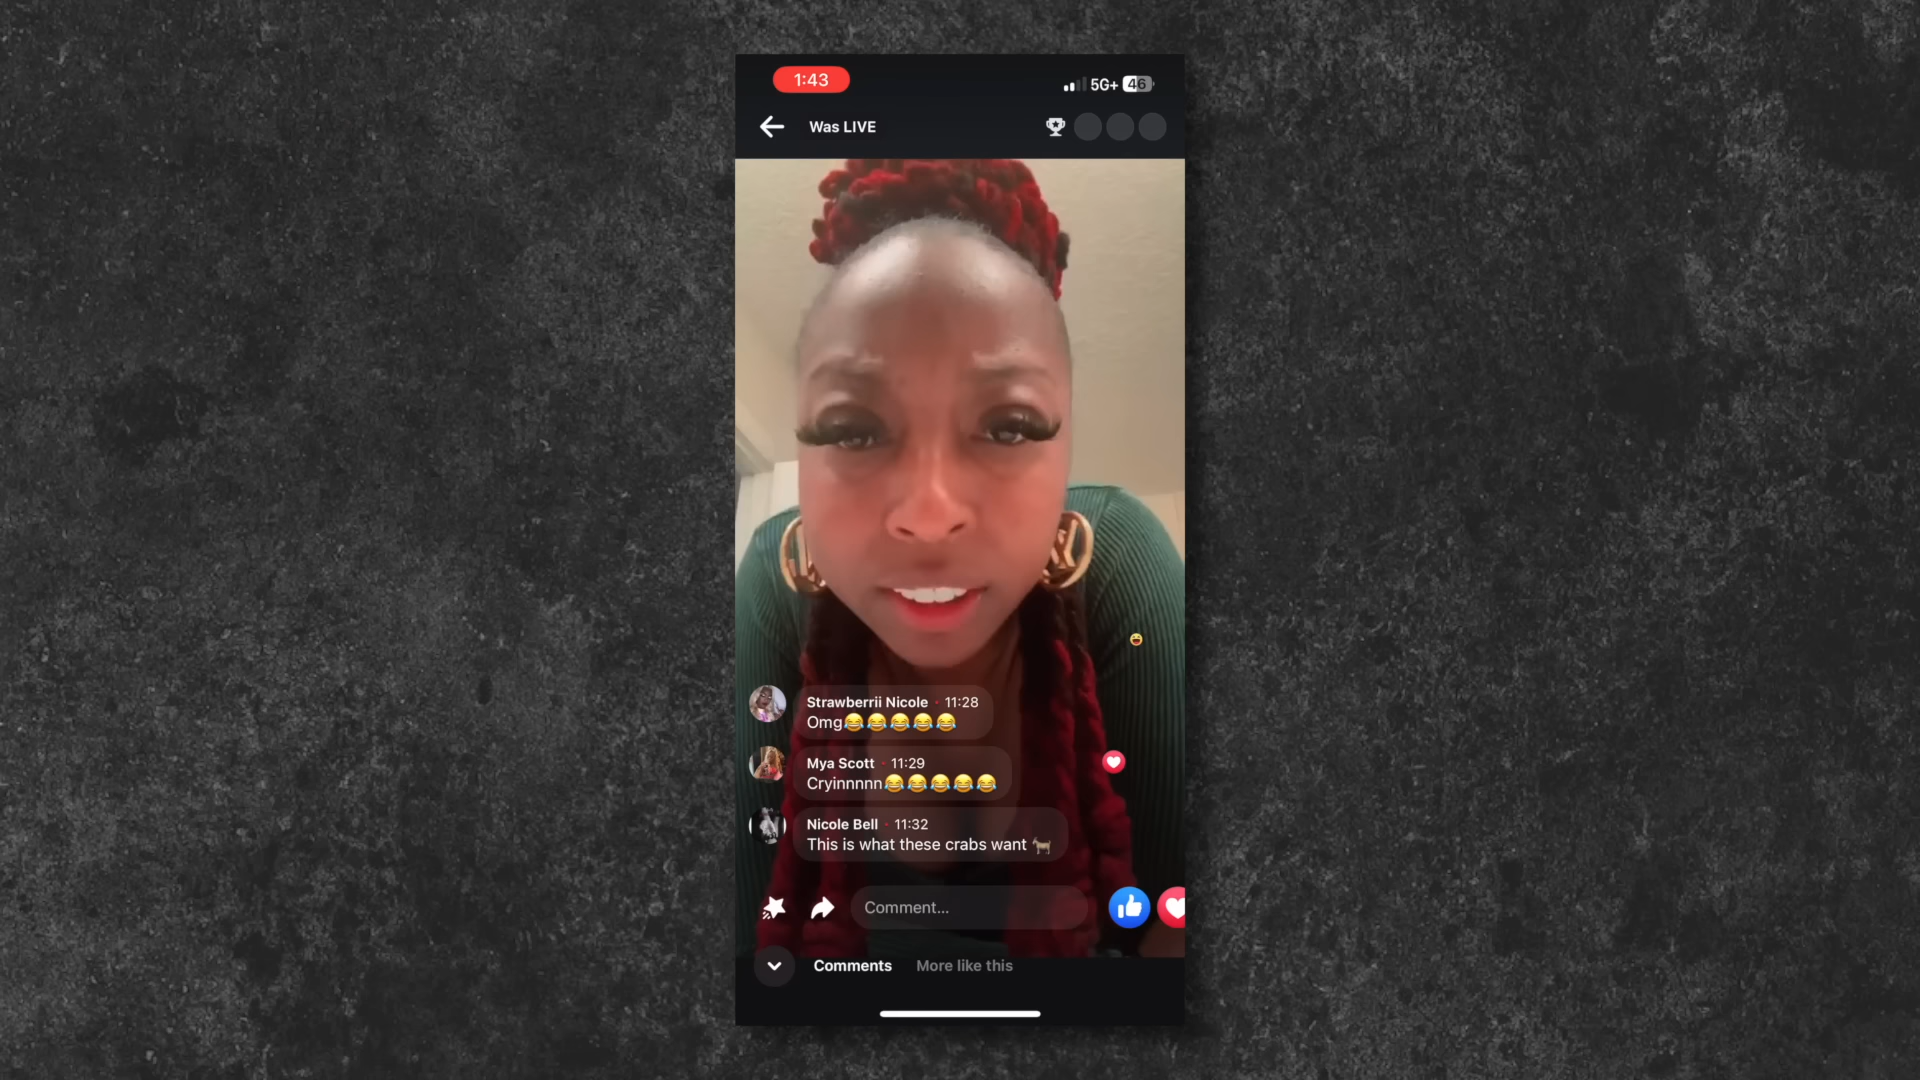 1:43
5G+ 46
Was LIVE
Strawberrii Nicole · 11:28
Omg😂😂😂😂😂
Mya Scott · 11:29
Cryinnnnn😂😂😂😂😂
Nicole Bell · 11:32
This is what these crabs want 🐐
Comment...
Comments More like this